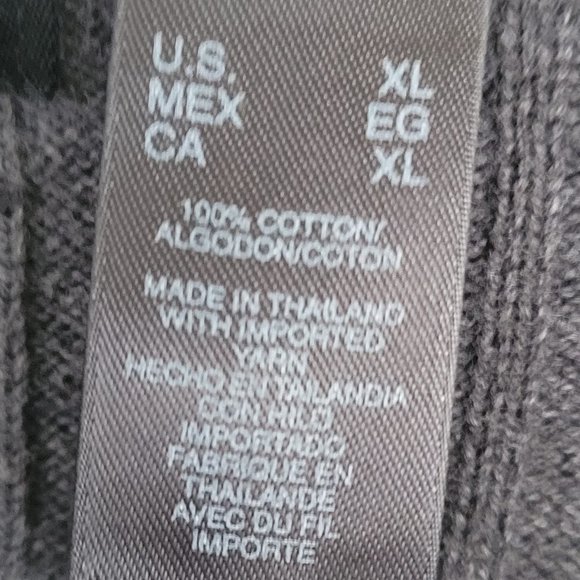 U.S. XL
MEX EG
CA XL
100% COTTON/
ALGODON/COTON
MADE IN THAILAND
WITH IMPORTED
YARN
HECHO EN TAILANDIA
CON HILO
IMPORTADO
FABRIQUE EN
THAILANDE
AVEC DU FIL
IMPORTE